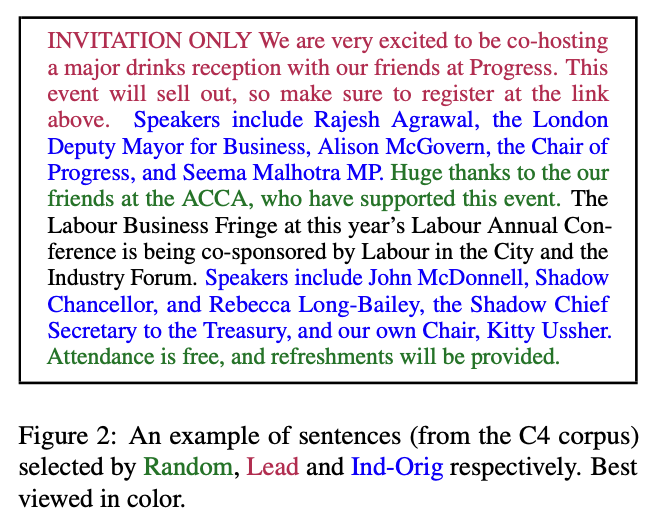 INVITATION ONLY We are very excited to be co-hosting
a major drinks reception with our friends at Progress. This
event will sell out, so make sure to register at the link
above. Speakers include Rajesh Agrawal, the London
Deputy Mayor for Business, Alison McGovern, the Chair of
Progress, and Seema Malhotra MP. Huge thanks to the our
friends at the ACCA, who have supported this event. The
Labour Business Fringe at this year's Labour Annual Con-
ference is being co-sponsored by Labour in the City and the
Industry Forum. Speakers include John McDonnell, Shadow
Chancellor, and Rebecca Long-Bailey, the Shadow Chief
Secretary to the Treasury, and our own Chair, Kitty Ussher.
Attendance is free, and refreshments will be provided.
Figure 2: An example of sentences (from the C4 corpus)
selected by Random, Lead and Ind-Orig respectively. Best
viewed in color.